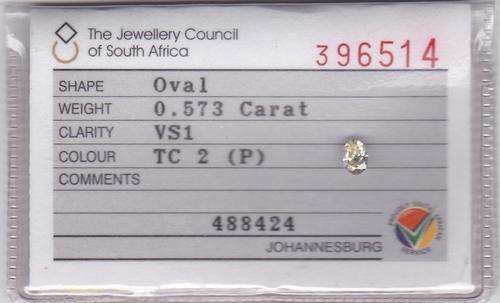 The Jewellery Council
of South Africa
396514
SHAPE Oval
WEIGHT 0.573 Carat
CLARITY VS1
COLOUR TC 2 (P)
COMMENTS
488424
JOHANNESBURG